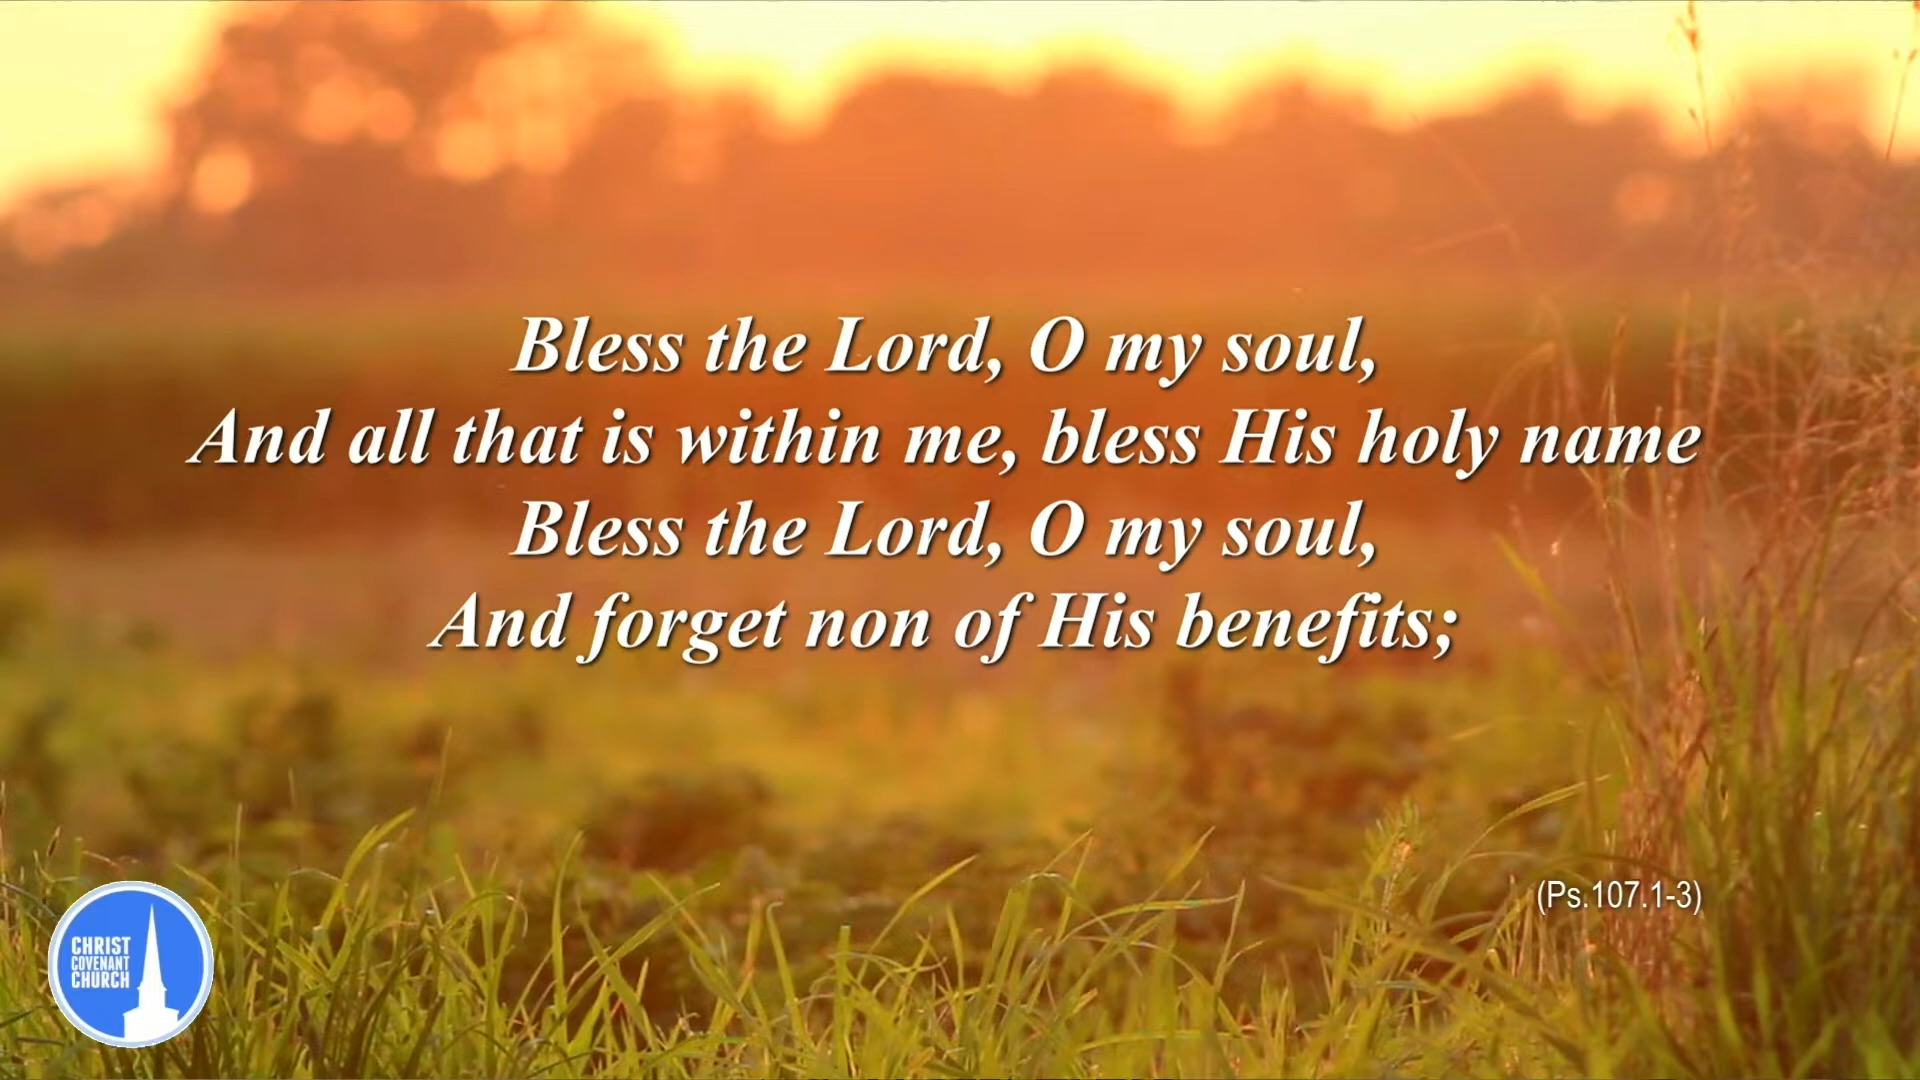 Bless the Lord, O my soul,
And all that is within me, bless His holy name
Bless the Lord, O my soul,
And forget non of His benefits;
(Ps.107.1-3)
CHRIST
COVENANT
CHURCH